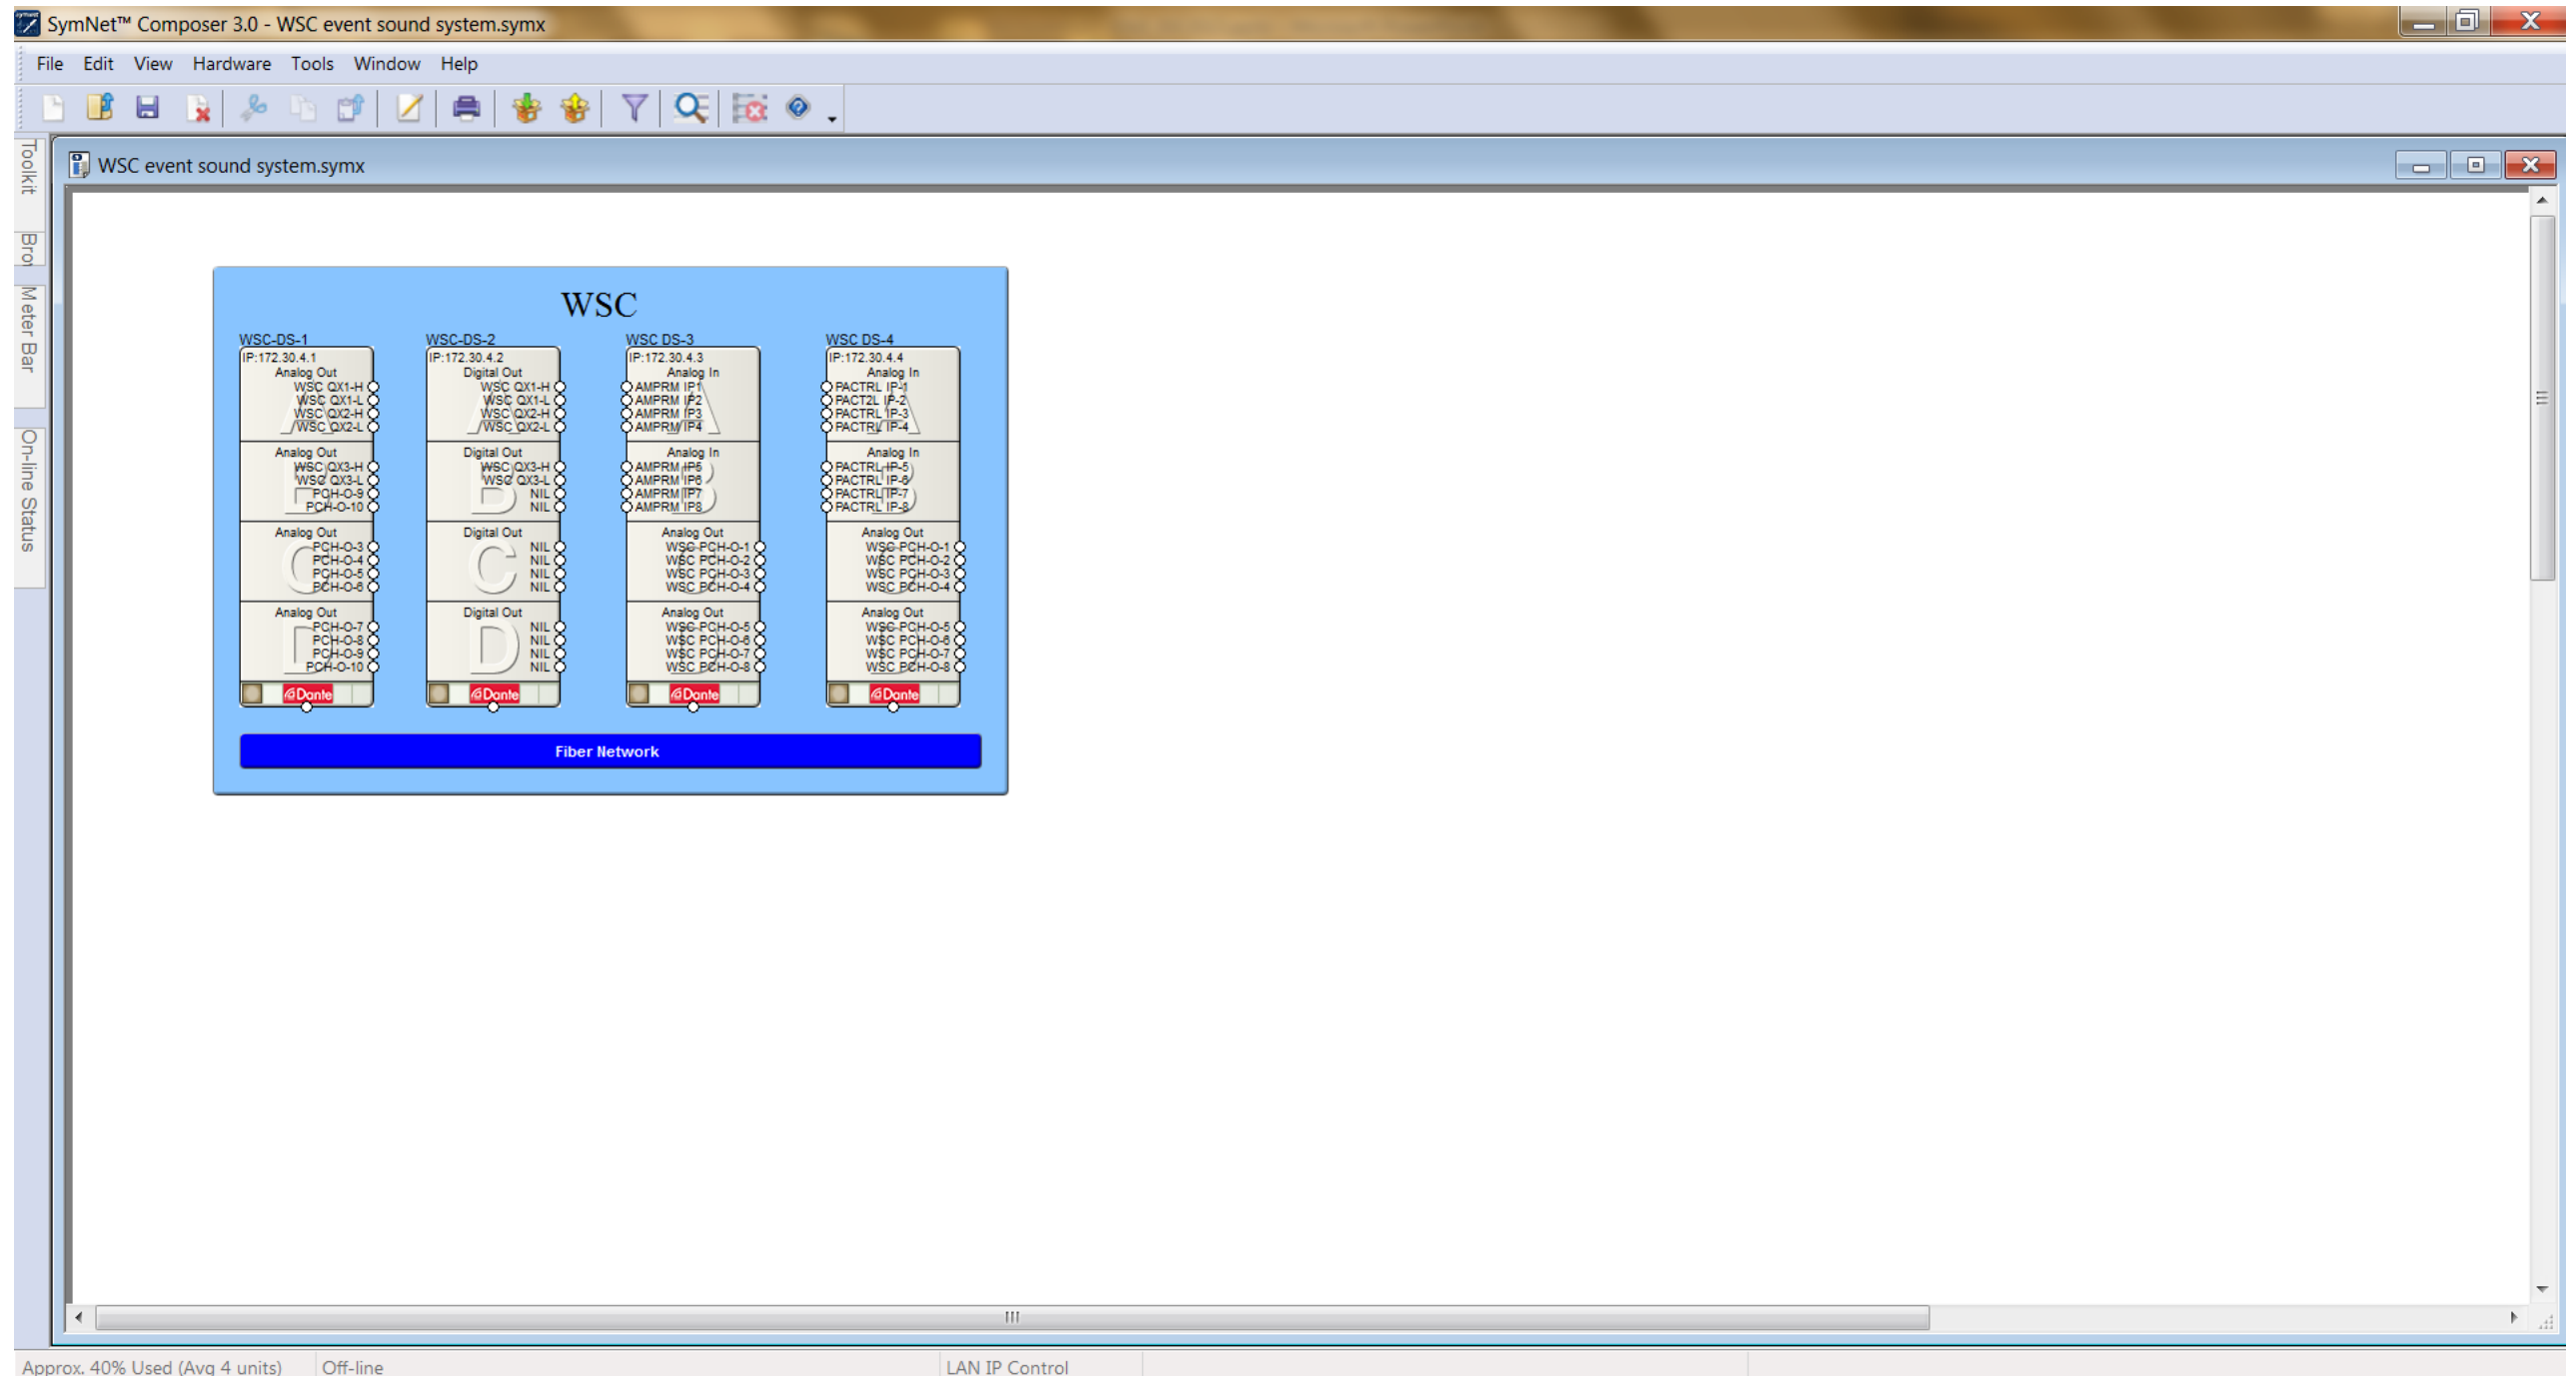 SymNet™ Composer 3.0 - WSC event sound system.symx
File Edit View Hardware Tools Window Help
Toolkit
Meter Bar
On-line Status
WSC event sound system.symx
WSC
WSC-DS-1
IP:172.30.4.1
Analog Out
WSC QX1-H
WSC QX1-L
WSC QX2-H
WSC QX2-L
A
Analog Out
WSC QX3-H
WSC QX3-L
PCH-O-9
PCH-O-10
B
Analog Out
PCH-O-3
PCH-O-4
PCH-O-5
PCH-O-6
C
Analog Out
PCH-O-7
PCH-O-8
PCH-O-9
PCH-O-10
D
Dante
WSC-DS-2
IP:172.30.4.2
Digital Out
WSC QX1-H
WSC QX1-L
WSC QX2-H
WSC QX2-L
A
Digital Out
WSC QX3-H
WSC QX3-L
NIL
NIL
B
Digital Out
NIL
NIL
NIL
NIL
C
Digital Out
NIL
NIL
NIL
NIL
D
Dante
WSC DS-3
IP:172.30.4.3
Analog In
AMPRM IP1
AMPRM IP2
AMPRM IP3
AMPRM IP4
A
Analog In
AMPRM IP5
AMPRM IP6
AMPRM IP7
AMPRM IP8
B
Analog Out
WSC PCH-O-1
WSC PCH-O-2
WSC PCH-O-3
WSC PCH-O-4
Analog Out
WSC PCH-O-5
WSC PCH-O-6
WSC PCH-O-7
WSC PCH-O-8
Dante
WSC DS-4
IP:172.30.4.4
Analog In
PACTRL IP-1
PACT2L IP-2
PACTRL IP-3
PACTRL IP-4
A
Analog In
PACTRL IP-5
PACTRL IP-6
PACTRL IP-7
PACTRL IP-8
B
Analog Out
WSC PCH-O-1
WSC PCH-O-2
WSC PCH-O-3
WSC PCH-O-4
Analog Out
WSC PCH-O-5
WSC PCH-O-6
WSC PCH-O-7
WSC PCH-O-8
Dante
Fiber Network
Approx. 40% Used (Avg 4 units) Off-line LAN IP Control